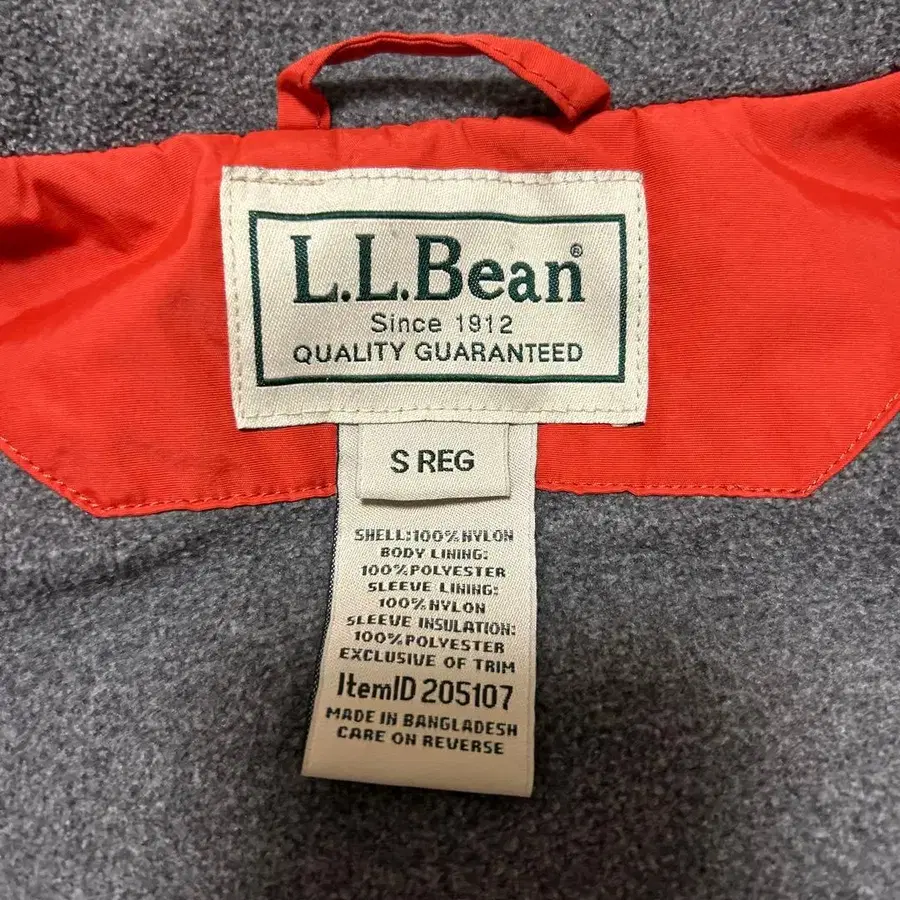 L.L.Bean®
Since 1912
QUALITY GUARANTEED
S REG
SHELL:100% NYLON
BODY LINING:
100% POLYESTER
SLEEVE LINING:
100% NYLON
SLEEVE INSULATION:
100% POLYESTER
EXCLUSIVE OF TRIM
ItemID 205107
MADE IN BANGLADESH
CARE ON REVERSE